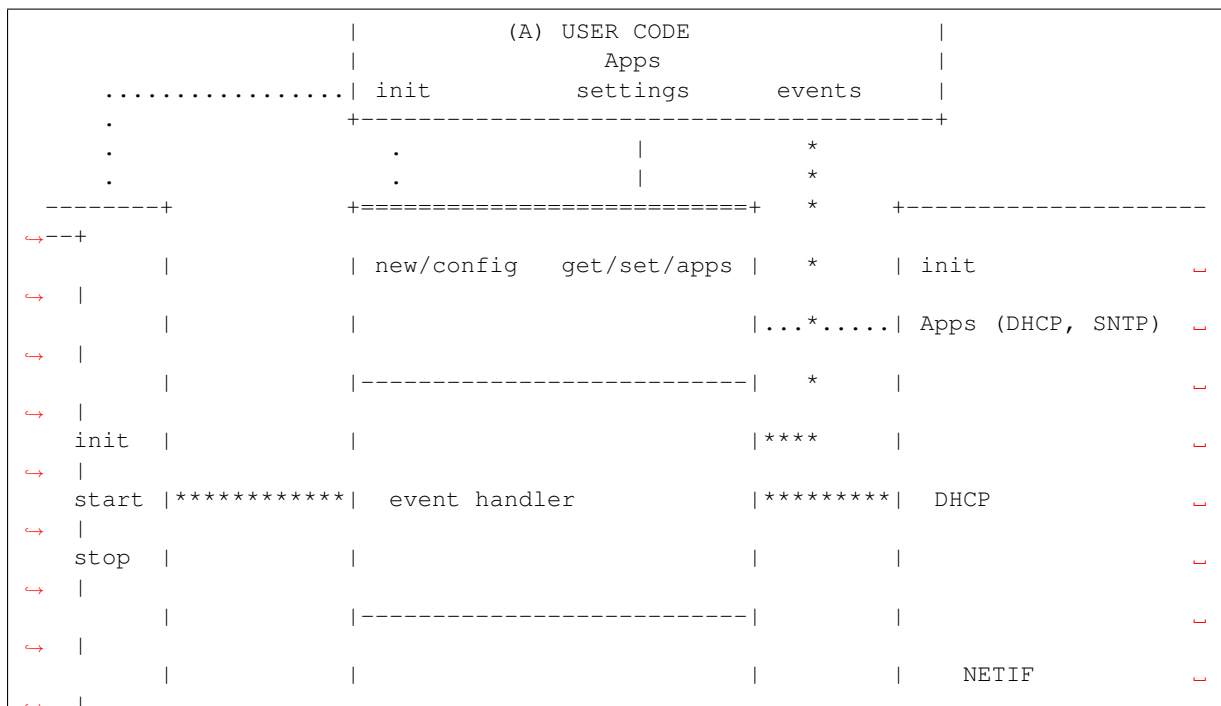 |          (A) USER CODE                 |
                       |                 Apps                   |
      .................| init          settings      events     |
      .                +----------------------------------------+
      .                   .                |           *
      .                   .                |           *
  --------+            +===========================+   *     +---------------------
↪--+
          |            | new/config   get/set/apps |   *     | init                ␣
↪  |
          |            |                           |...*.....| Apps (DHCP, SNTP)   ␣
↪  |
          |            |---------------------------|   *     |                     ␣
↪  |
    init  |            |                           |****     |                     ␣
↪  |
    start |************|  event handler            |*********|  DHCP               ␣
↪  |
    stop  |            |                           |         |                     ␣
↪  |
          |            |---------------------------|         |                     ␣
↪  |
          |            |                           |         |    NETIF            ␣
↪  |